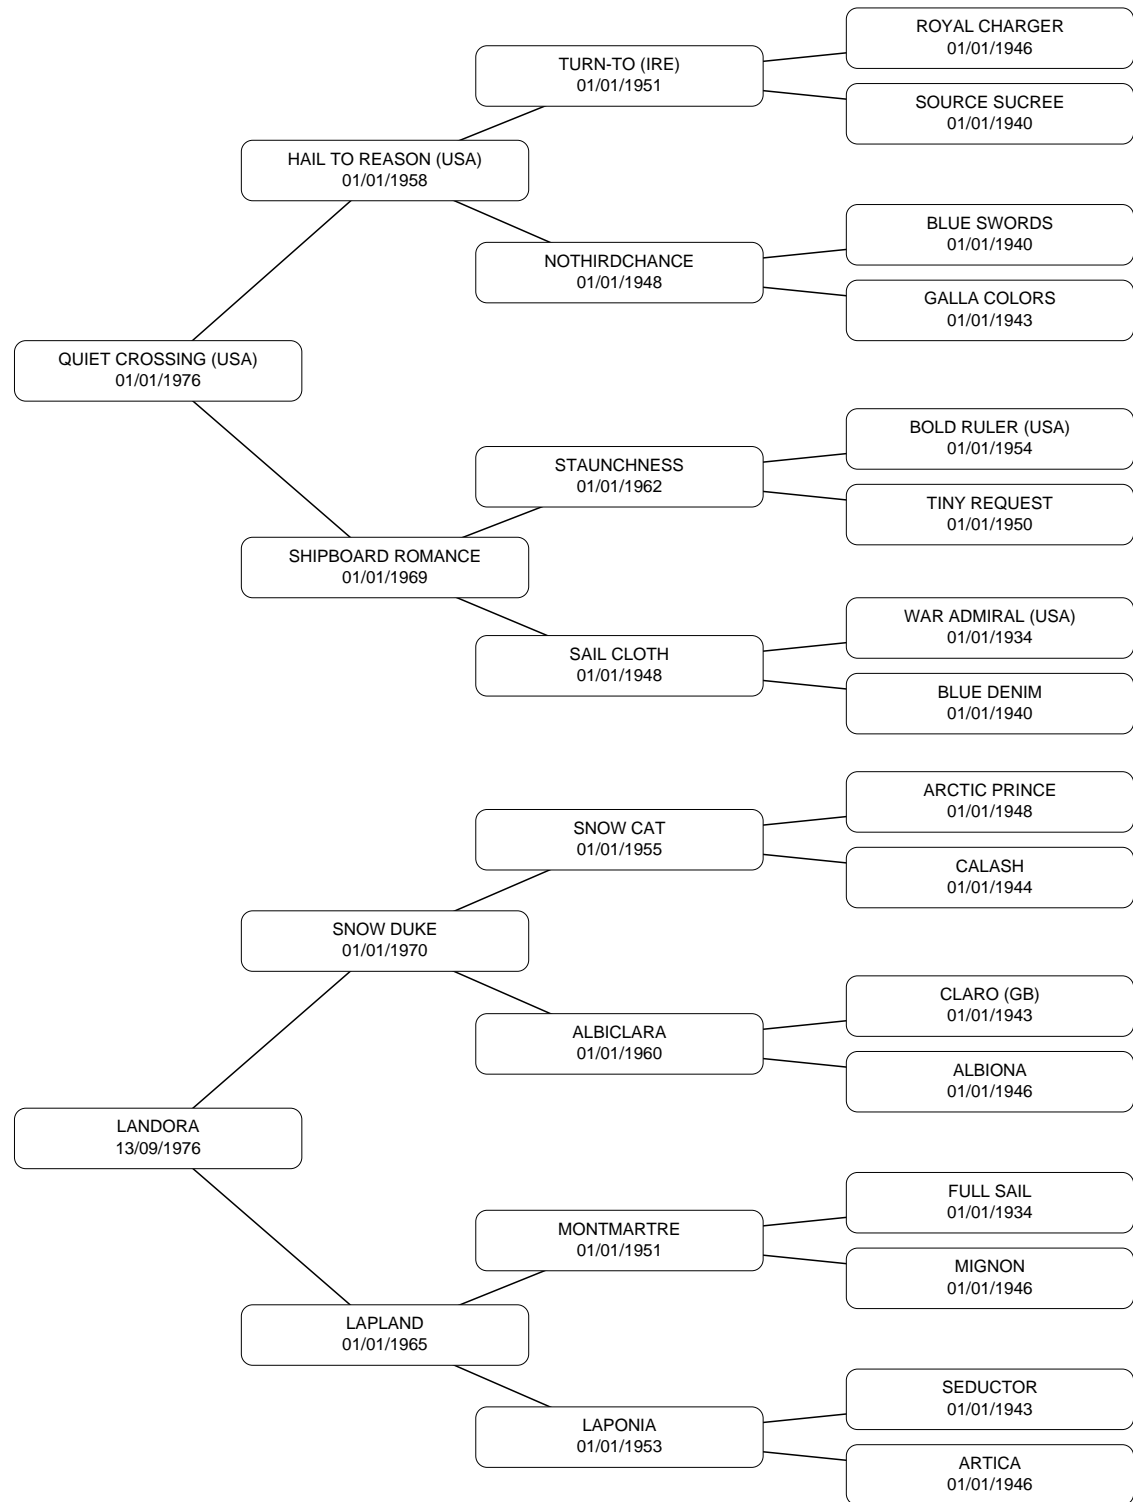 ROYAL CHARGER
01/01/1946
TURN-TO (IRE)
01/01/1951
SOURCE SUCREE
01/01/1940
HAIL TO REASON (USA)
01/01/1958
BLUE SWORDS
01/01/1940
NOTHIRDCHANCE
01/01/1948
GALLA COLORS
01/01/1943
QUIET CROSSING (USA)
01/01/1976
BOLD RULER (USA)
01/01/1954
STAUNCHNESS
01/01/1962
TINY REQUEST
01/01/1950
SHIPBOARD ROMANCE
01/01/1969
WAR ADMIRAL (USA)
01/01/1934
SAIL CLOTH
01/01/1948
BLUE DENIM
01/01/1940
ARCTIC PRINCE
01/01/1948
SNOW CAT
01/01/1955
CALASH
01/01/1944
SNOW DUKE
01/01/1970
CLARO (GB)
01/01/1943
ALBICLARA
01/01/1960
ALBIONA
01/01/1946
LANDORA
13/09/1976
FULL SAIL
01/01/1934
MONTMARTRE
01/01/1951
MIGNON
01/01/1946
LAPLAND
01/01/1965
SEDUCTOR
01/01/1943
LAPONIA
01/01/1953
ARTICA
01/01/1946